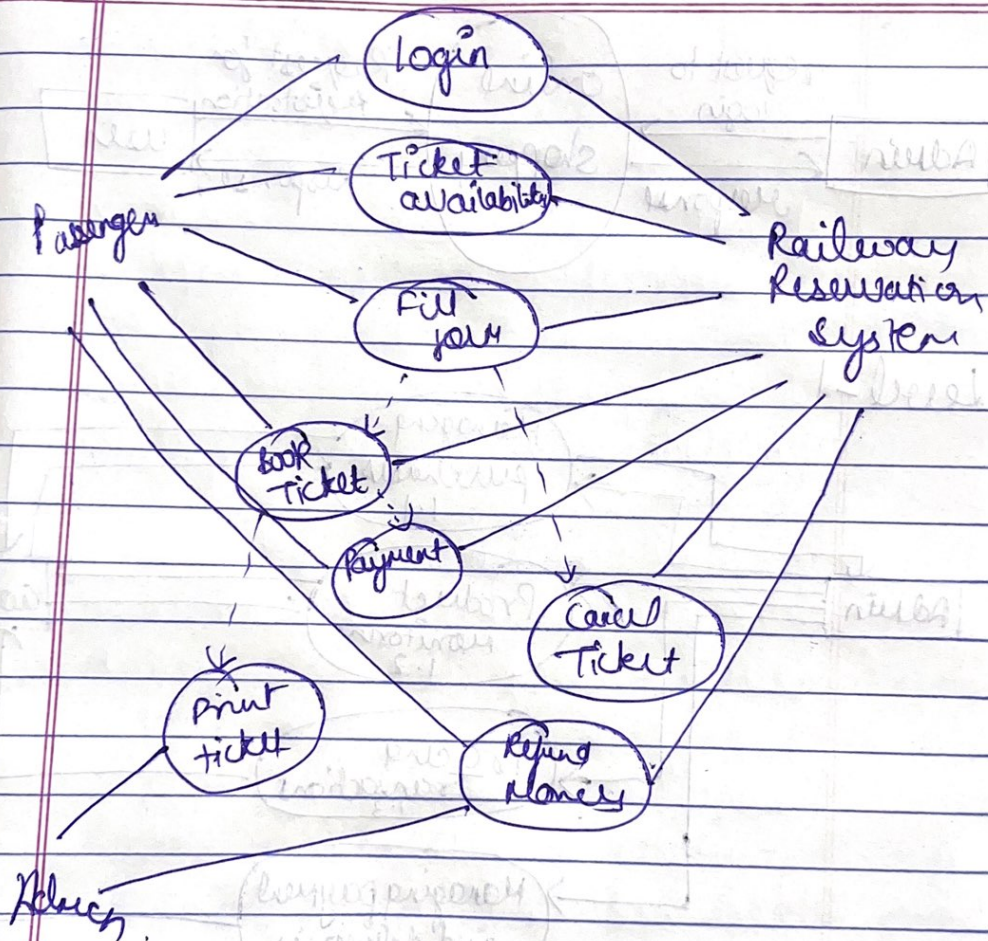 Login
Ticket
availability
Passenger
Railway
Reservation
System
Fill
form
Book
Ticket
Payment
Cancel
Ticket
Print
ticket
Refund
Money